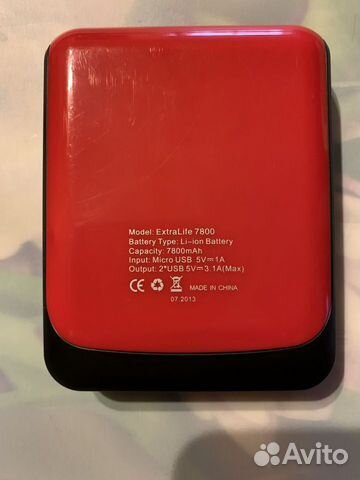 Model: ExtraLife 7800
Battery Type: Li-ion Battery
Capacity: 7800mAh
Input: Micro USB 5V⎓1A
Output: 2*USB 5V⎓3.1A(Max)
CE MADE IN CHINA
07.2013
Avito